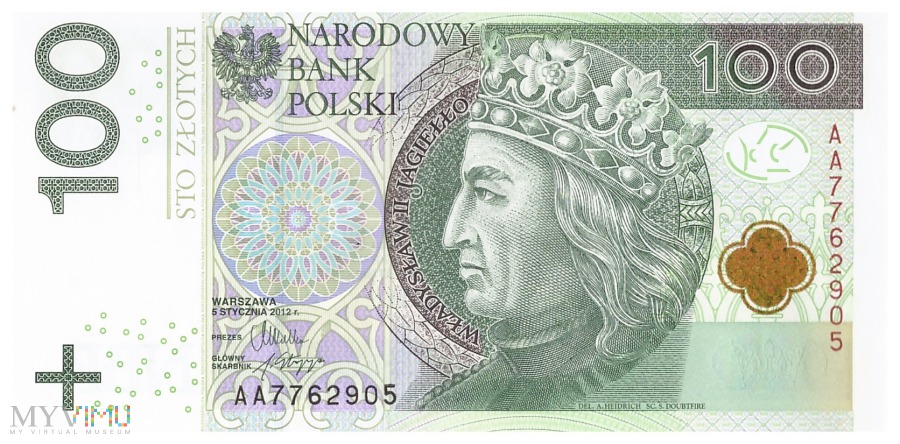 100
STO ZŁOTYCH
NARODOWY
BANK
POLSKI
100
WŁADYSŁAW II JAGIEŁŁO
AA7762905
WARSZAWA
5 STYCZNIA 2012 r.
PREZES
GŁÓWNY
SKARBNIK
AA7762905
DEL. A. HEIDRICH SC. S. DOUBTFIRE
MYVIMU
MY VIRTUAL MUSEUM